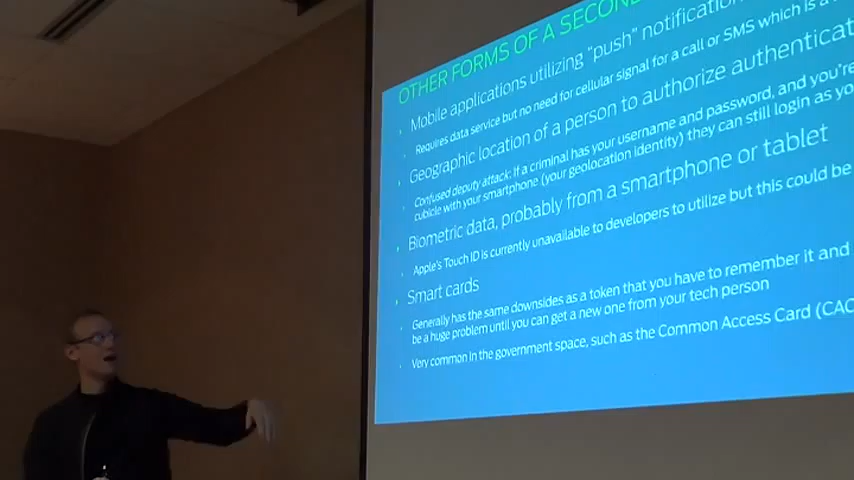 OTHER FORMS OF A SECOND
Mobile applications utilizing "push" notification
Requires data service but no need for cellular signal for a call or SMS which is a
Geographic location of a person to authorize authenticat
Confused deputy attack: If a criminal has your username and password, and you're
cubicle with your smartphone (your geolocation identity) they can still login as yo
Biometric data, probably from a smartphone or tablet
Apple's Touch ID is currently unavailable to developers to utilize but this could be
Smart cards
Generally has the same downsides as a token that you have to remember it and
be a huge problem until you can get a new one from your tech person
Very common in the government space, such as the Common Access Card (CAC